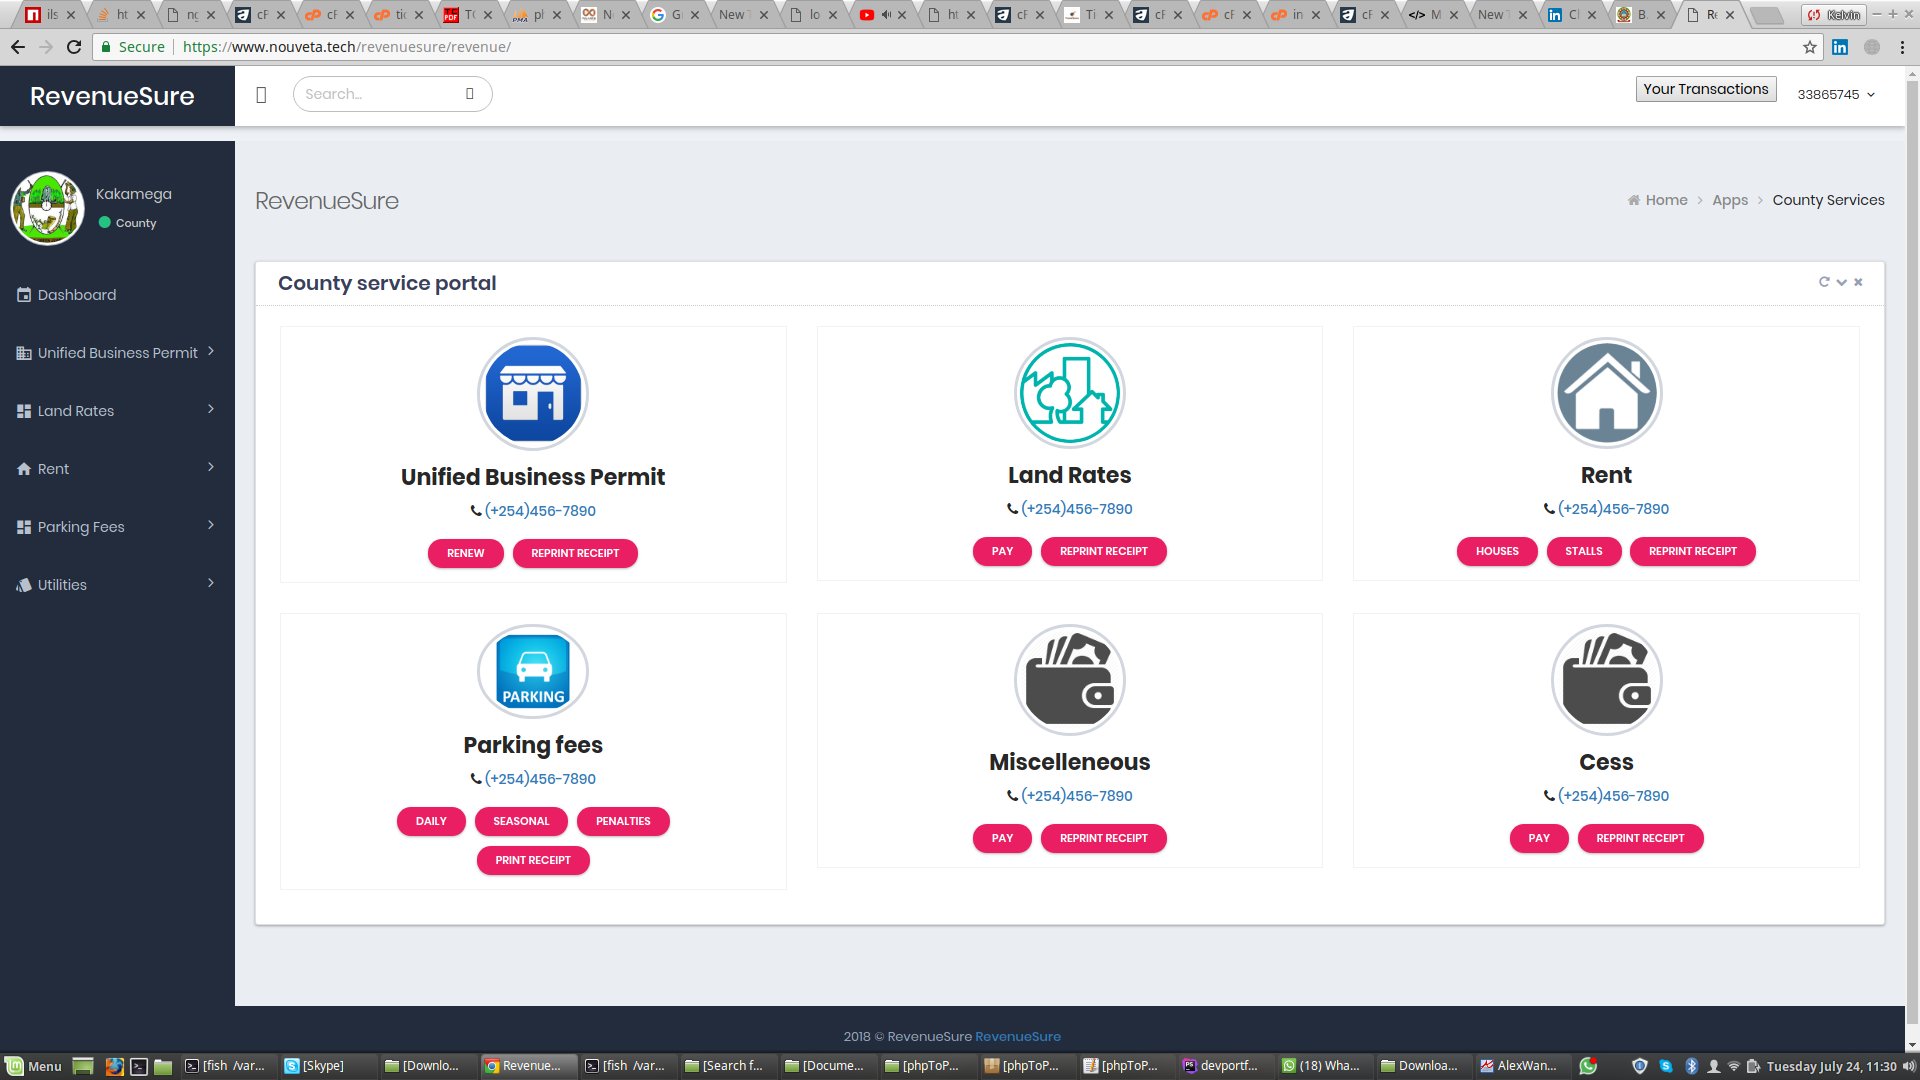 ils
ht
ng
cF
cF
tic
TC
pl
N
G
New T
lo
ht
cF
Ti
cF
cF
in
cF
M
New T
Cl
B
Re
Kelvin
Secure https://www.nouveta.tech/revenuesure/revenue/
RevenueSure
Search...
Your Transactions
33865745
Kakamega
County
Dashboard
Unified Business Permit
Land Rates
Rent
Parking Fees
Utilities
RevenueSure
Home > Apps > County Services
County service portal
Unified Business Permit
(+254)456-7890
RENEW REPRINT RECEIPT
Land Rates
(+254)456-7890
PAY REPRINT RECEIPT
Rent
(+254)456-7890
HOUSES STALLS REPRINT RECEIPT
PARKING
Parking fees
(+254)456-7890
DAILY SEASONAL PENALTIES
PRINT RECEIPT
Miscelleneous
(+254)456-7890
PAY REPRINT RECEIPT
Cess
(+254)456-7890
PAY REPRINT RECEIPT
2018 © RevenueSure RevenueSure
Menu
[fish /var...
[Skype]
[Downlo...
Revenue...
[fish /var...
[Search f...
[Docume...
[phpToP...
[phpToP...
[phpToP...
devportf...
(18) Wha...
Downloa...
AlexWan...
Tuesday July 24, 11:30